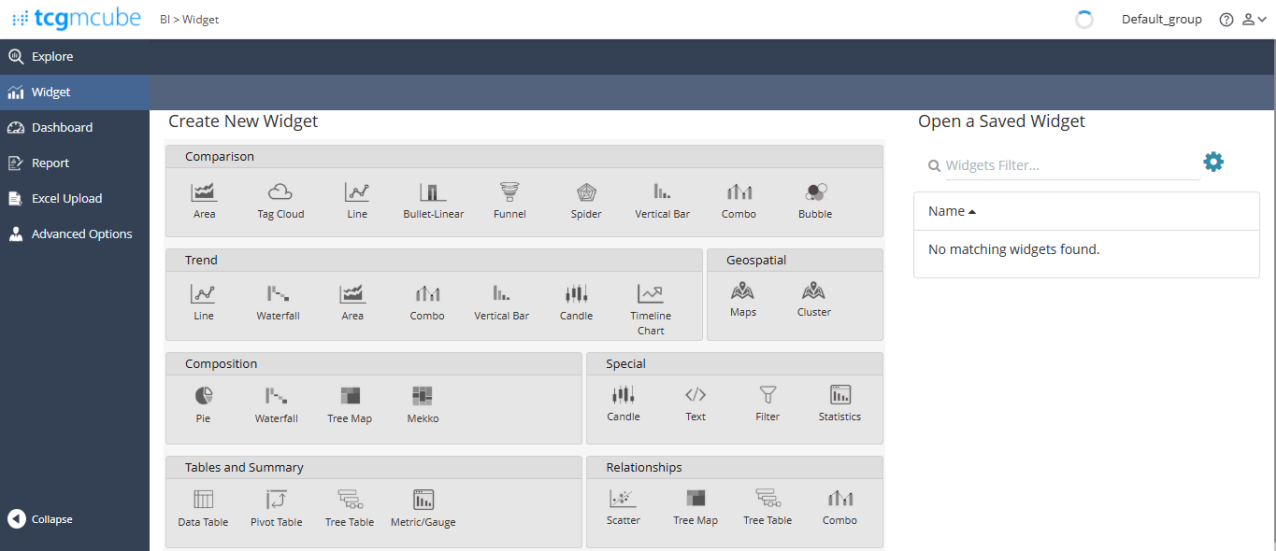 tcgmcube
BI > Widget
Default_group
Explore
Widget
Dashboard
Report
Excel Upload
Advanced Options
Collapse
Create New Widget
Comparison
Area
Tag Cloud
Line
Bullet-Linear
Funnel
Spider
Vertical Bar
Combo
Bubble
Trend
Line
Waterfall
Area
Combo
Vertical Bar
Candle
Timeline
Chart
Geospatial
Maps
Cluster
Composition
Pie
Waterfall
Tree Map
Mekko
Special
Candle
Text
Filter
Statistics
Tables and Summary
Data Table
Pivot Table
Tree Table
Metric/Gauge
Relationships
Scatter
Tree Map
Tree Table
Combo
Open a Saved Widget
Widgets Filter...
Name
No matching widgets found.